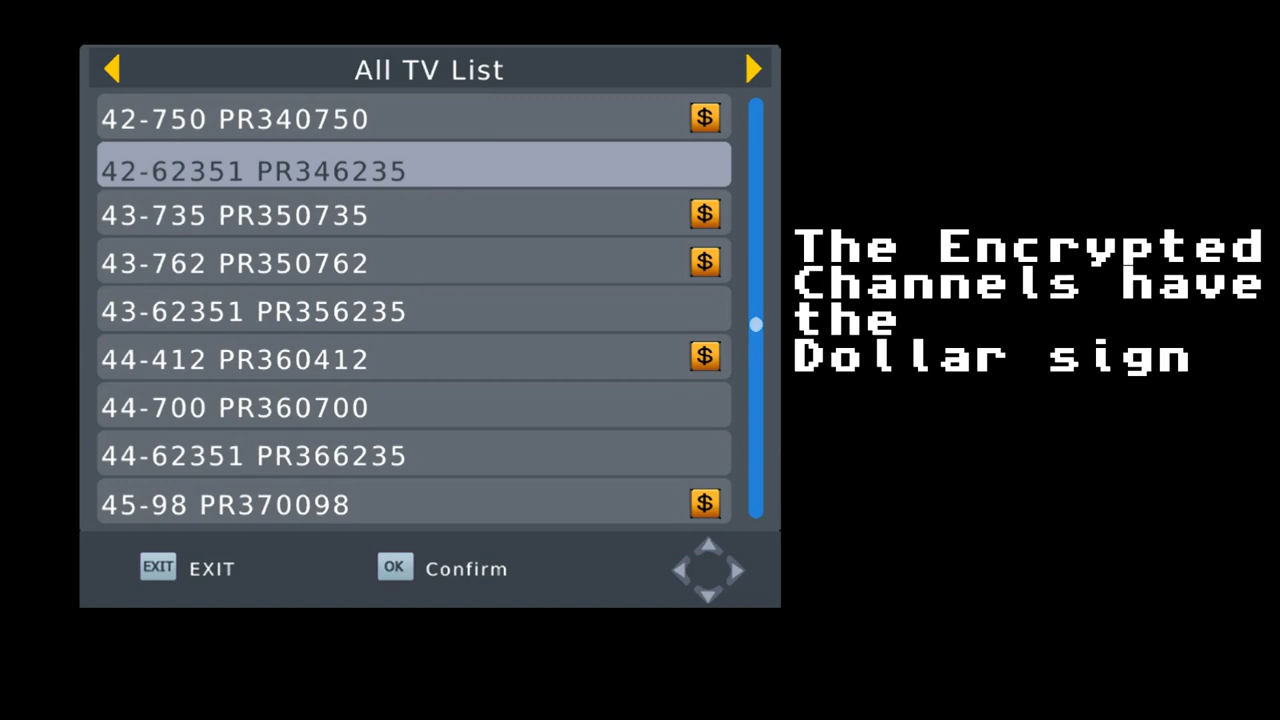 All TV List
42-750 PR340750 $
42-62351 PR346235
43-735 PR350735 $
43-762 PR350762 $
43-62351 PR356235
44-412 PR360412 $
44-700 PR360700
44-62351 PR366235
45-98 PR370098 $
EXIT EXIT OK Confirm
The Encrypted
Channels have
the
Dollar sign